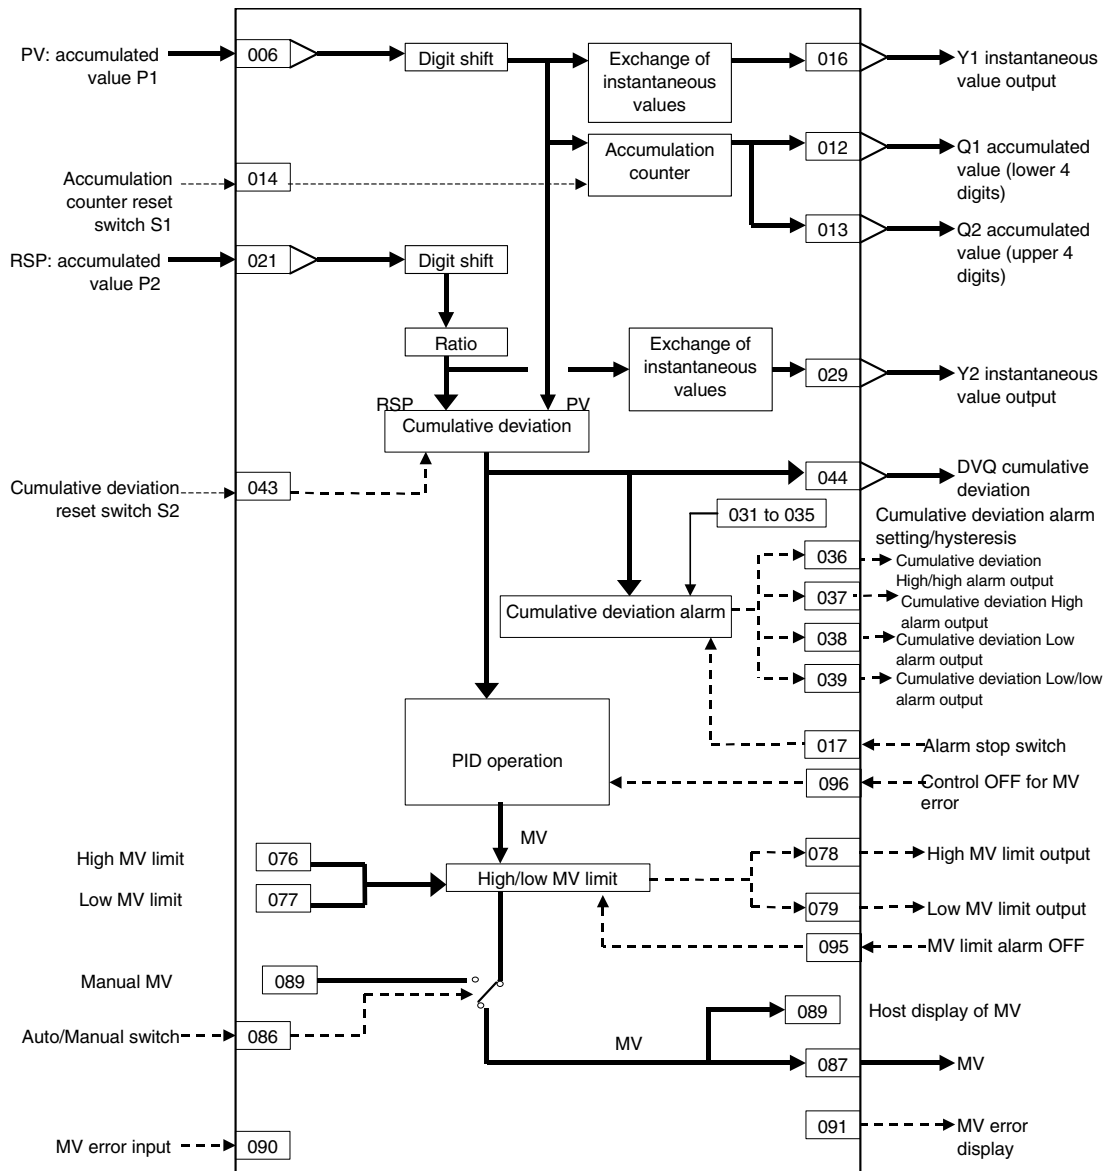 PV: accumulated
value P1
006
Digit shift
Exchange of
instantaneous
values
016
Y1 instantaneous
value output
Accumulation
counter
012
Q1 accumulated
value (lower 4
digits)
Accumulation
counter reset
switch S1
014
013
Q2 accumulated
value (upper 4
digits)
RSP: accumulated
value P2
021
Digit shift
Ratio
Exchange of
instantaneous
values
029
Y2 instantaneous
value output
RSP
PV
Cumulative deviation
Cumulative deviation
reset switch S2
043
044
DVQ cumulative
deviation
031 to 035
Cumulative deviation alarm
setting/hysteresis
036
Cumulative deviation
High/high alarm output
037
Cumulative deviation High
alarm output
Cumulative deviation alarm
038
Cumulative deviation Low
alarm output
039
Cumulative deviation Low/low
alarm output
017
Alarm stop switch
PID operation
096
Control OFF for MV
error
MV
High MV limit
076
Low MV limit
077
High/low MV limit
078
High MV limit output
079
Low MV limit output
095
MV limit alarm OFF
Manual MV
089
089
Host display of MV
Auto/Manual switch
086
MV
087
MV
091
MV error
display
MV error input
090